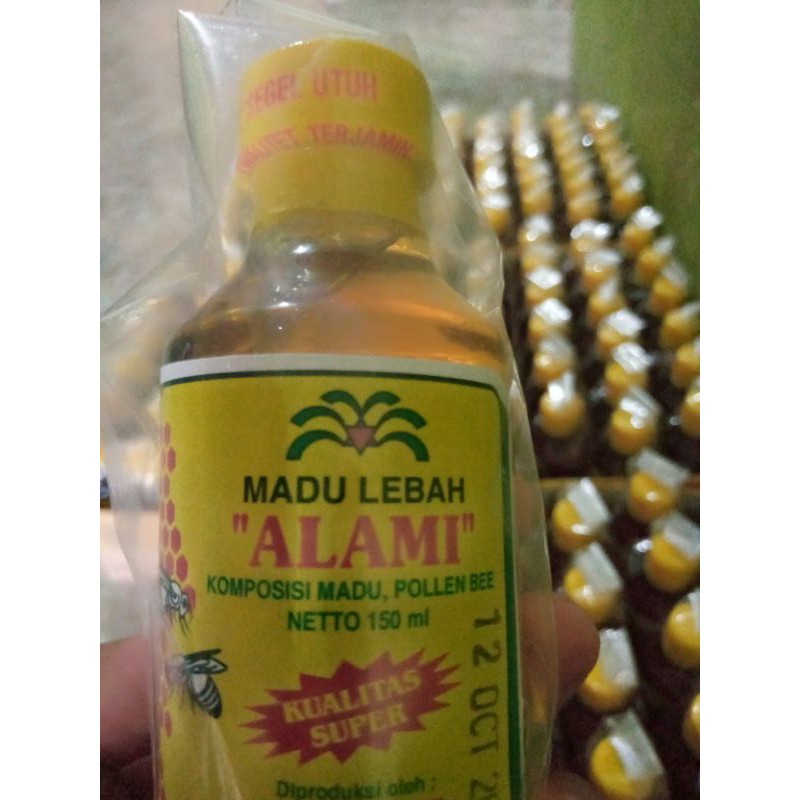 SEGEL UTUH
TERJAMIN
MADU LEBAH
"ALAMI"
KOMPOSISI MADU, POLLEN BEE
NETTO 150 ml
KUALITAS
SUPER
Diproduksi oleh :
12 OCT